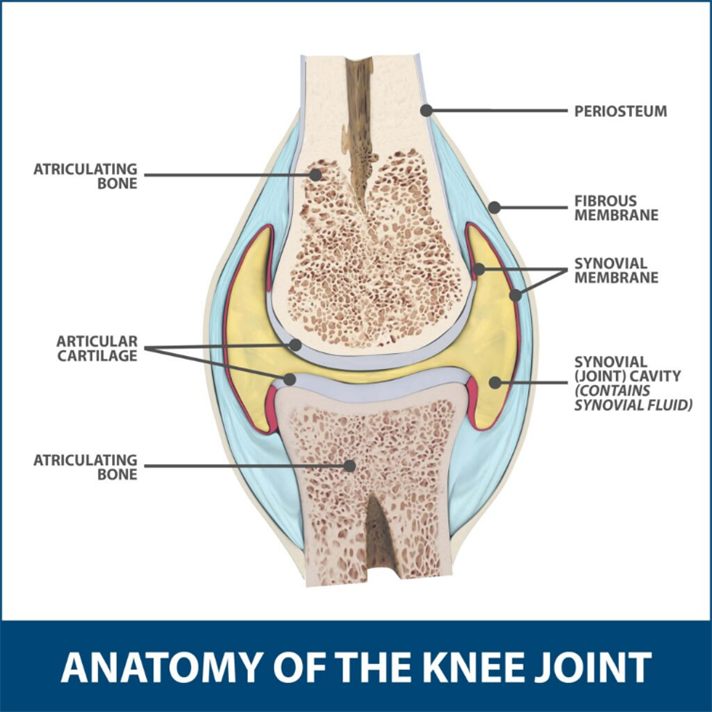 PERIOSTEUM
ATRICULATING
BONE
FIBROUS
MEMBRANE
SYNOVIAL
MEMBRANE
ARTICULAR
CARTILAGE
SYNOVIAL
(JOINT) CAVITY
(CONTAINS
SYNOVIAL FLUID)
ATRICULATING
BONE
ANATOMY OF THE KNEE JOINT